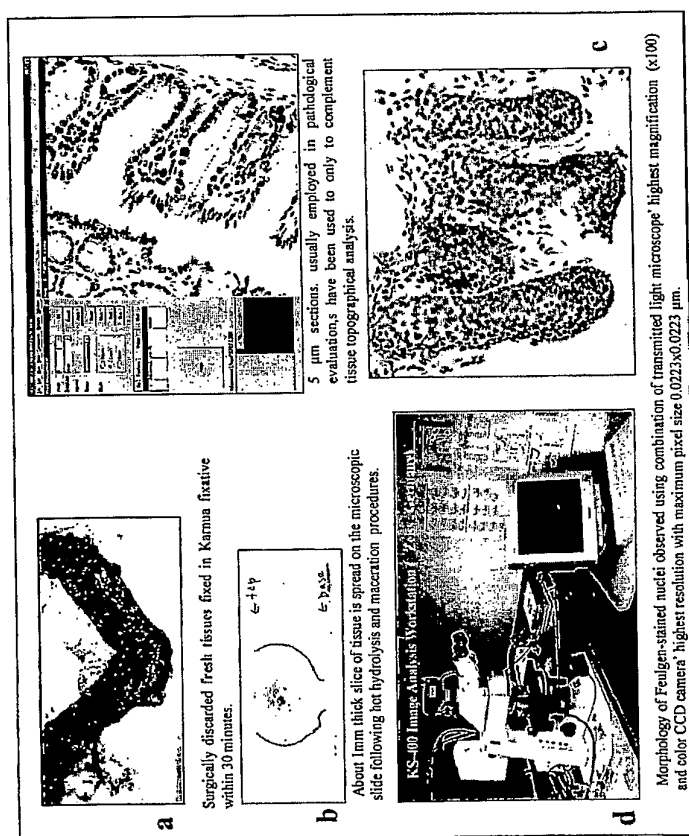 a
Surgically discarded fresh tissues fixed in Karnua fixative
within 30 minutes.
b
←top
←base
About 1mm thick slice of tissue is spread on the microscopic
slide following hot hydrolysis and maceration procedures.
5 µm sections, usually employed in pathological
evaluation,s have been used to only to complement
tissue topographical analysis.
c
d
KS-400 Image Analysis Workstation
Morphology of Feulgen-stained nuclei observed using combination of transmitted light microscope' highest magnification (x100)
and color CCD camera' highest resolution with maximum pixel size 0.0223x0.0223 µm.